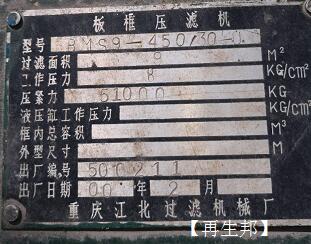 板框压滤机
型号 BMS9-450/30-U
过滤面积 9 M²
工作压力 8 KG/Cm²
压紧力 51000 KG
液压缸工作压力 KG/Cm²
框内总容积 M³
外型尺寸 M
出厂编号 500211
出厂日期 00年2月
重庆江北过滤机械厂
【再生邦】